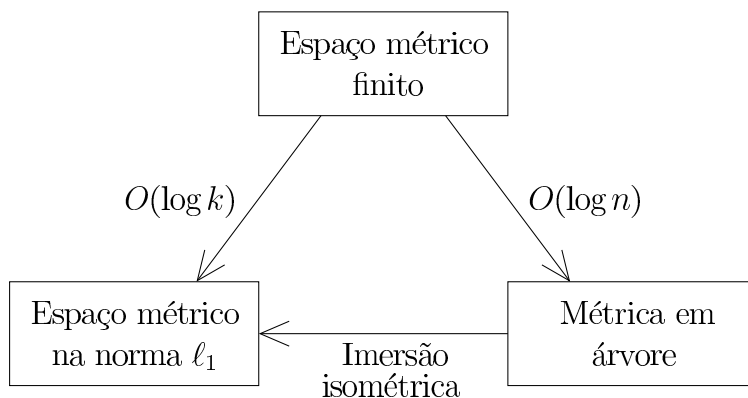 Espaço métrico
finito
O(log k)
O(log n)
Espaço métrico
na norma ℓ₁
Imersão
isométrica
Métrica em
árvore